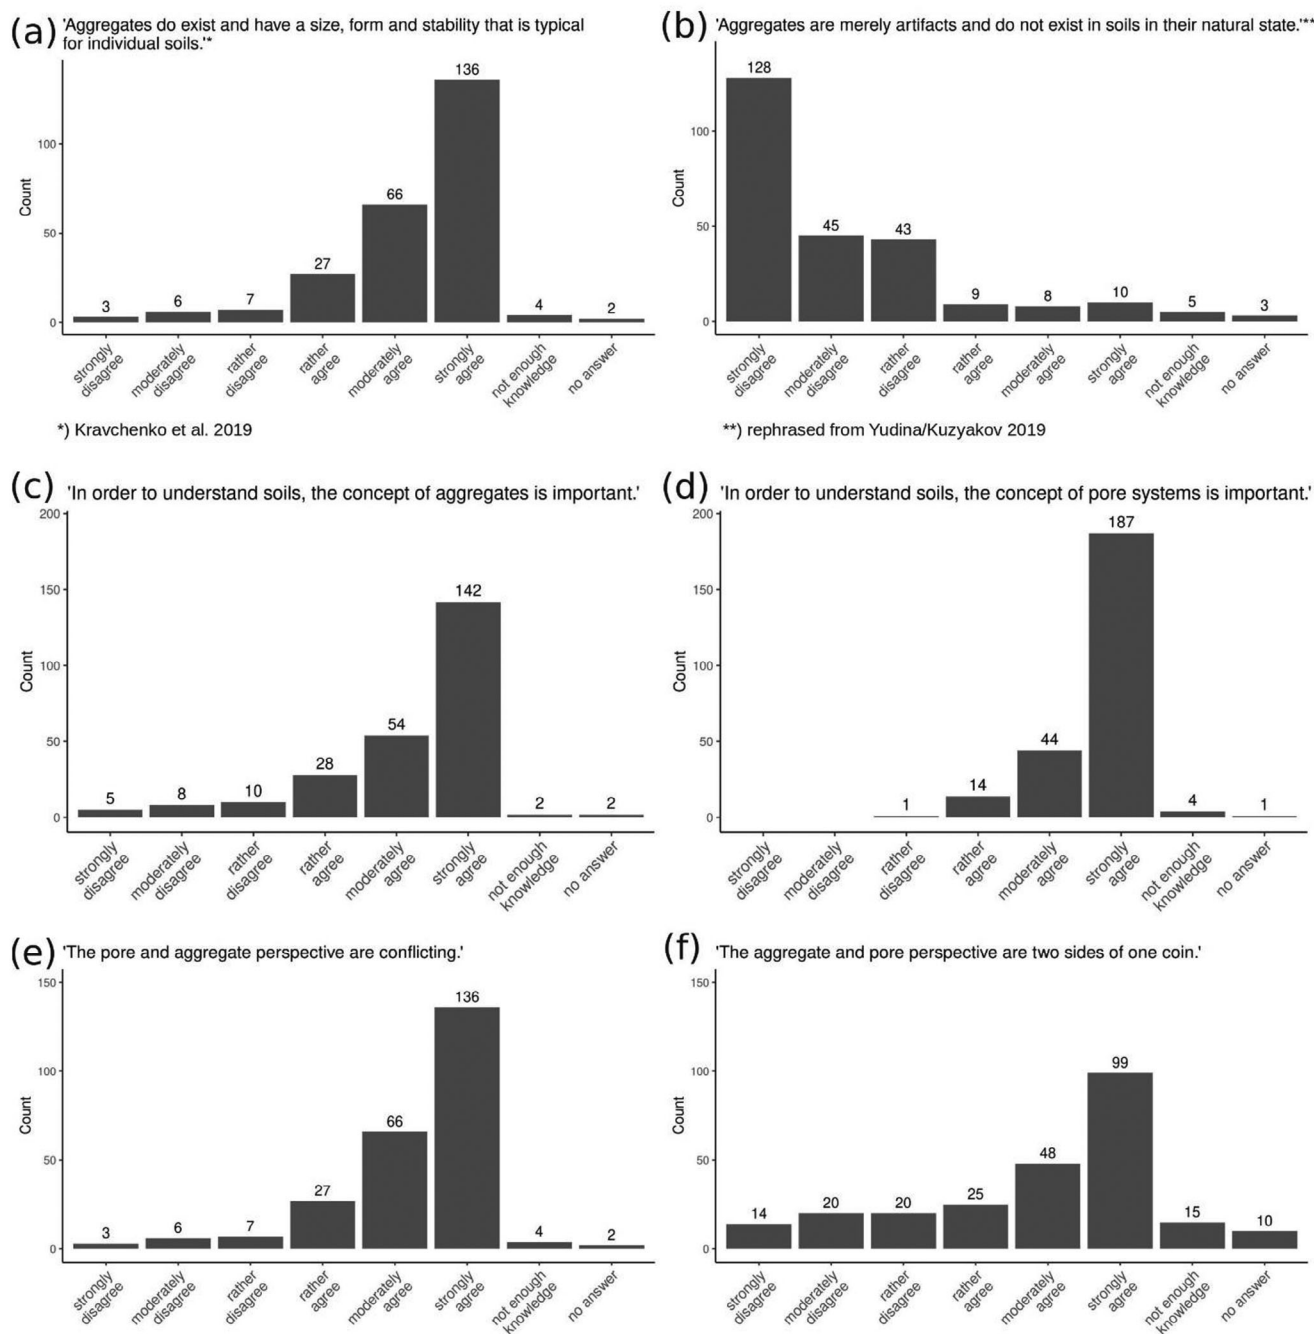 (a) 'Aggregates do exist and have a size, form and stability that is typical
for individual soils.'*
136
66
27
3
6
7
4
2
100
50
0
Count
strongly
disagree
moderately
disagree
rather
disagree
rather
agree
moderately
agree
strongly
agree
not enough
knowledge
no answer
*) Kravchenko et al. 2019
(b) 'Aggregates are merely artifacts and do not exist in soils in their natural state.'**
128
45
43
9
8
10
5
3
100
50
0
Count
strongly
disagree
moderately
disagree
rather
disagree
rather
agree
moderately
agree
strongly
agree
not enough
knowledge
no answer
**) rephrased from Yudina/Kuzyakov 2019
(c) 'In order to understand soils, the concept of aggregates is important.'
200
150
100
50
0
Count
5
8
10
28
54
142
2
2
strongly
disagree
moderately
disagree
rather
disagree
rather
agree
moderately
agree
strongly
agree
not enough
knowledge
no answer
(d) 'In order to understand soils, the concept of pore systems is important.'
200
150
100
50
0
Count
1
14
44
187
4
1
strongly
disagree
moderately
disagree
rather
disagree
rather
agree
moderately
agree
strongly
agree
not enough
knowledge
no answer
(e) 'The pore and aggregate perspective are conflicting.'
150
100
50
0
Count
3
6
7
27
66
136
4
2
strongly
disagree
moderately
disagree
rather
disagree
rather
agree
moderately
agree
strongly
agree
not enough
knowledge
no answer
(f) 'The aggregate and pore perspective are two sides of one coin.'
150
100
50
0
Count
14
20
20
25
48
99
15
10
strongly
disagree
moderately
disagree
rather
disagree
rather
agree
moderately
agree
strongly
agree
not enough
knowledge
no answer